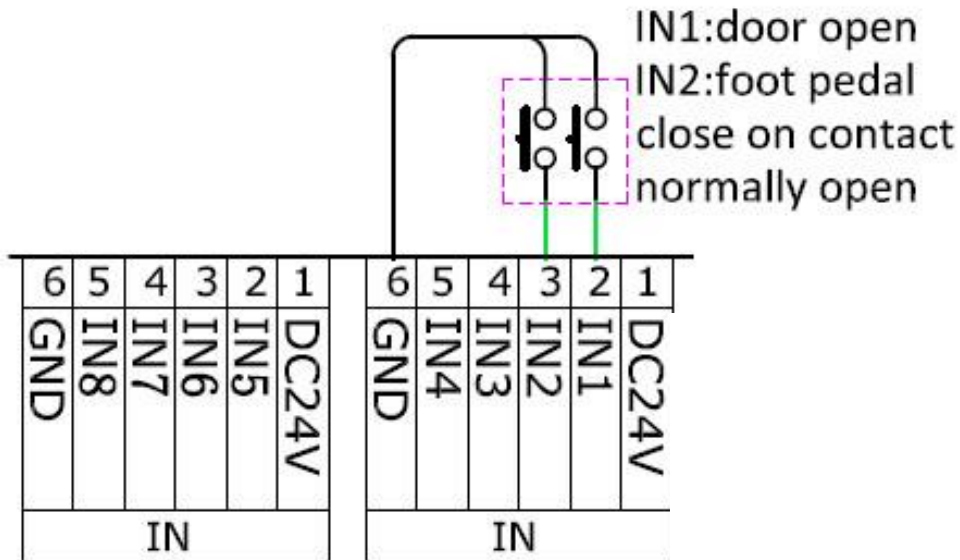 IN1:door open
IN2:foot pedal
close on contact
normally open
6 5 4 3 2 1
GND IN8 IN7 IN6 IN5 DC24V
IN
6 5 4 3 2 1
GND IN4 IN3 IN2 IN1 DC24V
IN